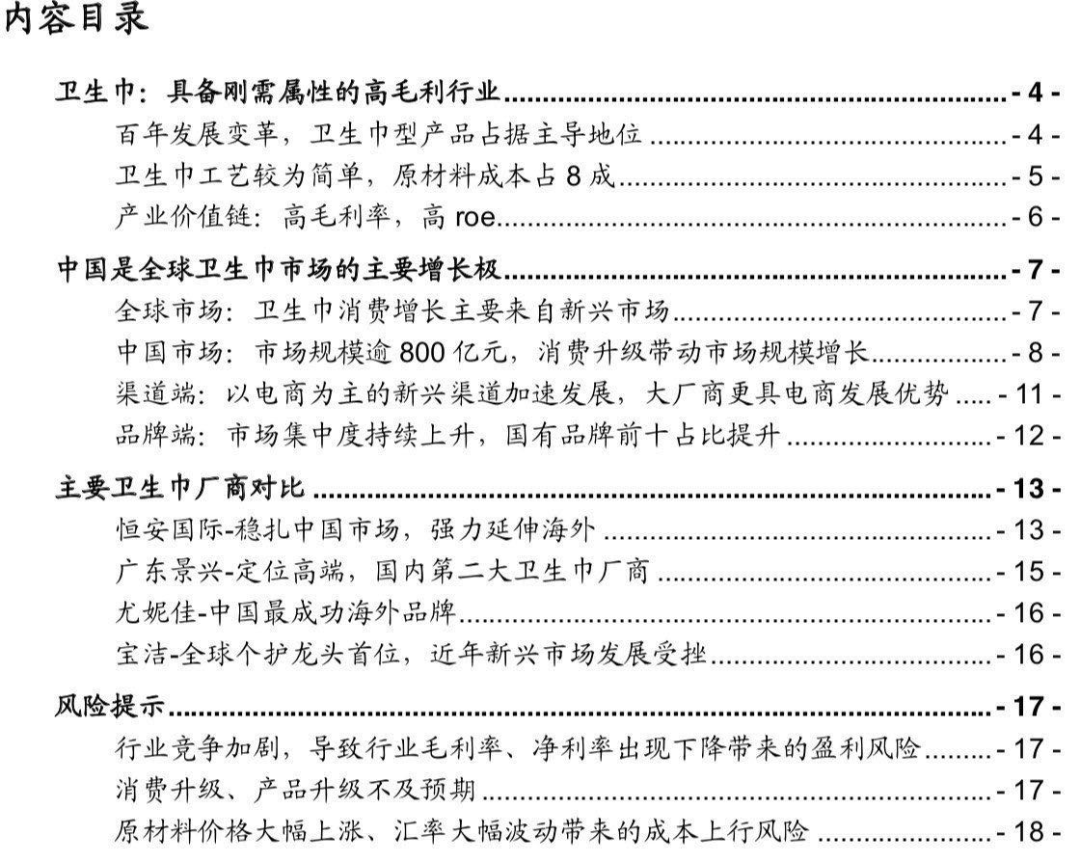 内容目录
卫生巾：具备刚需属性的高毛利行业 - 4 -
百年发展变革，卫生巾型产品占据主导地位 - 4 -
卫生巾工艺较为简单，原材料成本占 8 成 - 5 -
产业价值链：高毛利率，高 roe - 6 -
中国是全球卫生巾市场的主要增长极 - 7 -
全球市场：卫生巾消费增长主要来自新兴市场 - 7 -
中国市场：市场规模逾 800 亿元，消费升级带动市场规模增长 - 8 -
渠道端：以电商为主的新兴渠道加速发展，大厂商更具电商发展优势 - 11 -
品牌端：市场集中度持续上升，国有品牌前十占比提升 - 12 -
主要卫生巾厂商对比 - 13 -
恒安国际-稳扎中国市场，强力延伸海外 - 13 -
广东景兴-定位高端，国内第二大卫生巾厂商 - 15 -
尤妮佳-中国最成功海外品牌 - 16 -
宝洁-全球个护龙头首位，近年新兴市场发展受挫 - 16 -
风险提示 - 17 -
行业竞争加剧，导致行业毛利率、净利率出现下降带来的盈利风险 - 17 -
消费升级、产品升级不及预期 - 17 -
原材料价格大幅上涨、汇率大幅波动带来的成本上行风险 - 18 -